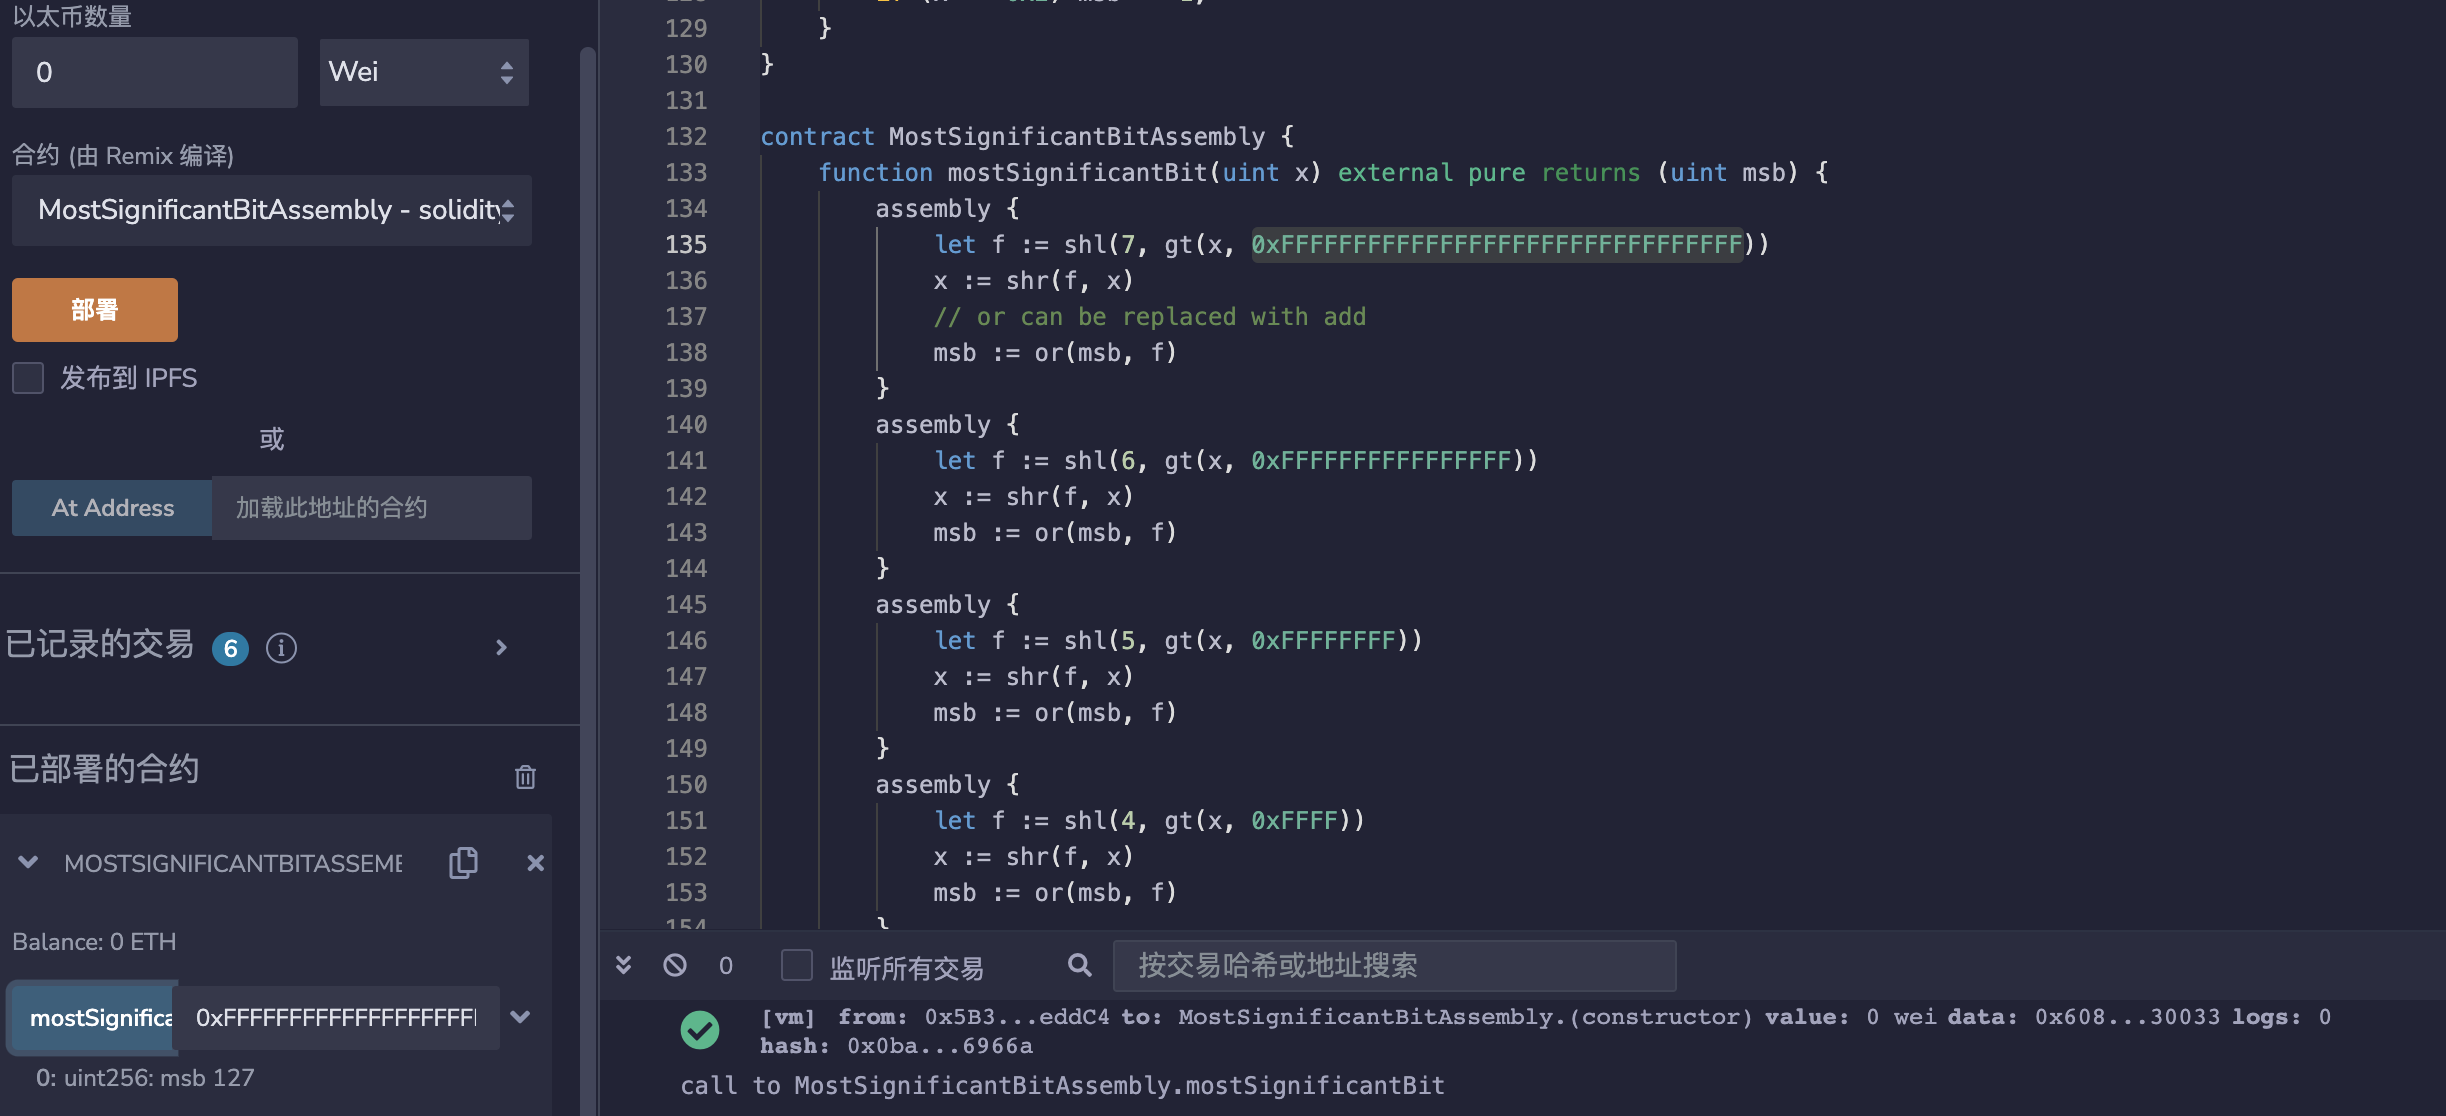 以太币数量
0
Wei
合约 (由 Remix 编译)
MostSignificantBitAssembly - solidity
部署
发布到 IPFS
或
At Address
加载此地址的合约
已记录的交易 6
已部署的合约
MOSTSIGNIFICANTBITASSEME
Balance: 0 ETH
mostSignifica
0xFFFFFFFFFFFFFFFFFFF
0: uint256: msb 127
129 }
130 }
131
132 contract MostSignificantBitAssembly {
133 function mostSignificantBit(uint x) external pure returns (uint msb) {
134 assembly {
135 let f := shl(7, gt(x, 0xFFFFFFFFFFFFFFFFFFFFFFFFFFFFFFFF))
136 x := shr(f, x)
137 // or can be replaced with add
138 msb := or(msb, f)
139 }
140 assembly {
141 let f := shl(6, gt(x, 0xFFFFFFFFFFFFFFFF))
142 x := shr(f, x)
143 msb := or(msb, f)
144 }
145 assembly {
146 let f := shl(5, gt(x, 0xFFFFFFFF))
147 x := shr(f, x)
148 msb := or(msb, f)
149 }
150 assembly {
151 let f := shl(4, gt(x, 0xFFFF))
152 x := shr(f, x)
153 msb := or(msb, f)
154 }
0
监听所有交易
按交易哈希或地址搜索
[vm] from: 0x5B3...eddC4 to: MostSignificantBitAssembly.(constructor) value: 0 wei data: 0x608...30033 logs: 0
hash: 0x0ba...6966a
call to MostSignificantBitAssembly.mostSignificantBit